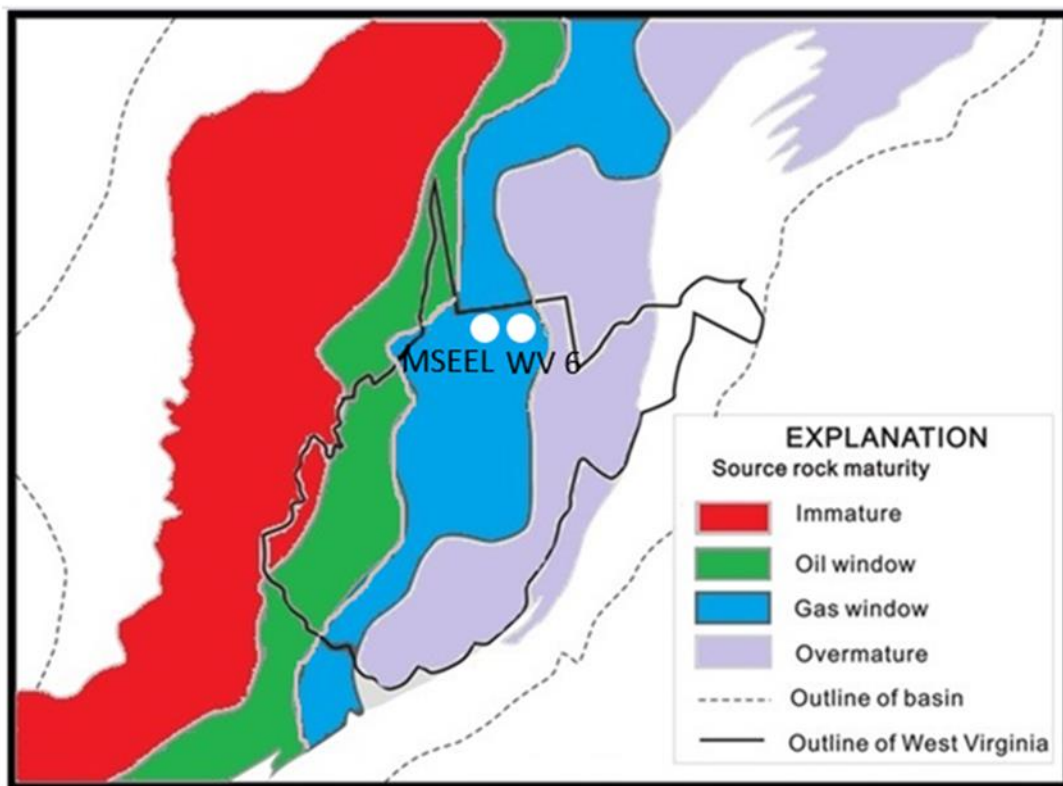 MSEEL WV 6
EXPLANATION
Source rock maturity
Immature
Oil window
Gas window
Overmature
Outline of basin
Outline of West Virginia